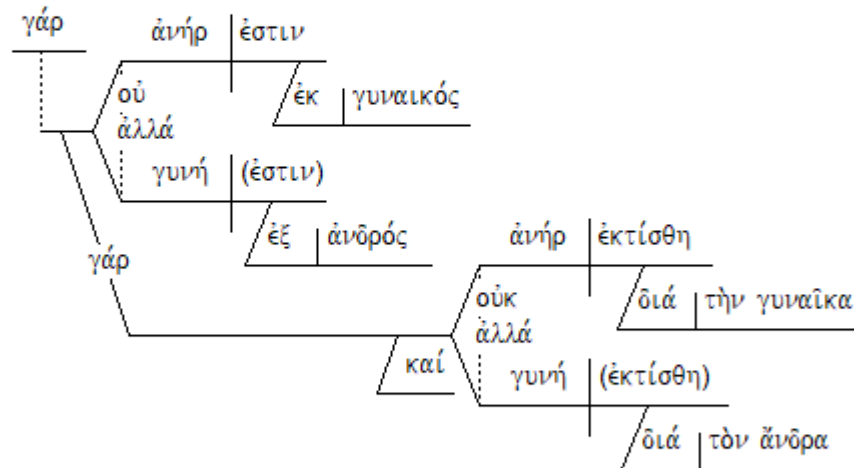 γάρ
ἀνήρ ἐστιν
οὐ
ἐκ γυναικός
ἀλλά
γυνή (ἐστιν)
ἐξ ἀνδρός
γάρ
ἀνήρ ἐκτίσθη
οὐκ
διά τὴν γυναῖκα
ἀλλά
καί
γυνή (ἐκτίσθη)
διά τὸν ἄνδρα